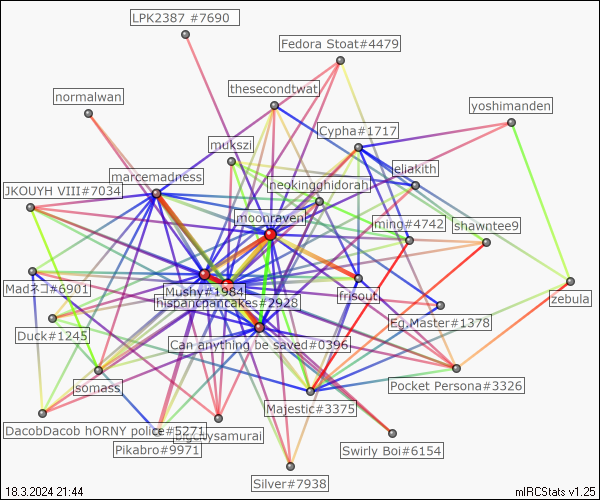 LPK2387 #7690
Fedora Stoat#4479
normalwan
thesecondtwat
yoshimanden
Cypha#1717
mukszi
eliakith
marcemadness
neokingghidorah
JKOUYH VIII#7034
moonraven
ming#4742
shawntee9
Mushy#1984
Madネコ#6901
frisout
zebula
hispanepancakes#2928
Eg.Master#1378
Duck#1245
Can anything be saved#0396
somass
Pocket Persona#3326
Majestic#3375
DacobDacob hORNY police#5271
bigcitysamurai
Pikabro#9971
Swirly Boi#6154
Silver#7938
18.3.2024 21:44
mIRCStats v1.25